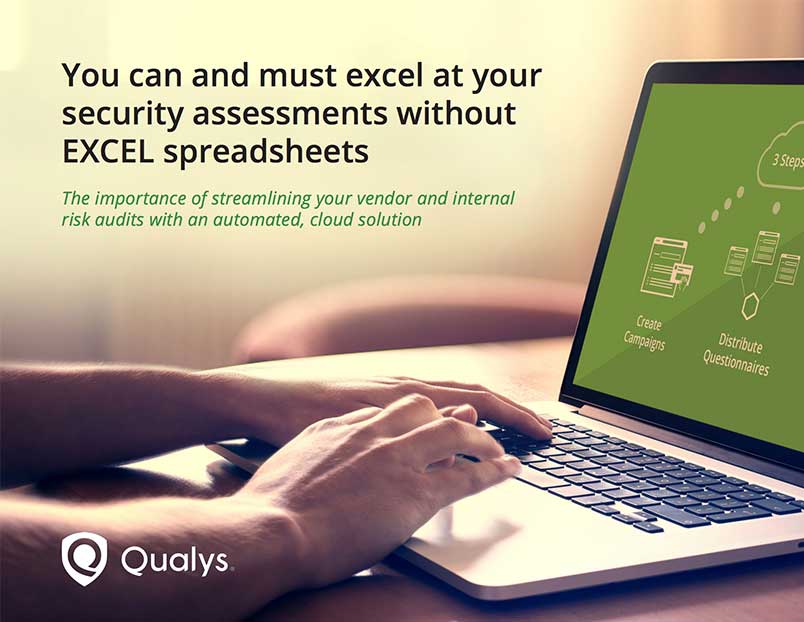 You can and must excel at your
security assessments without
EXCEL spreadsheets
The importance of streamlining your vendor and internal
risk audits with an automated, cloud solution
3 Steps
Create
Campaigns
Distribute
Questionnaires
Qualys.